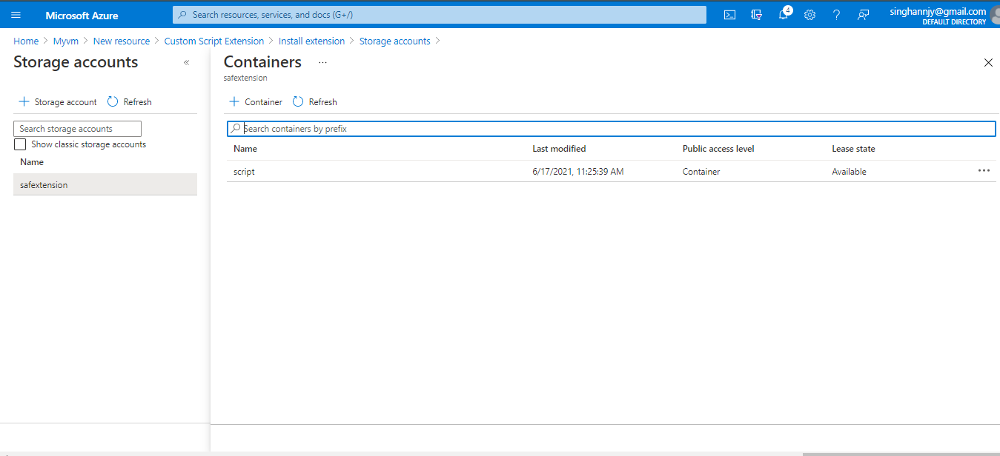 Microsoft Azure
Search resources, services, and docs (G+/)
4
singhannjy@gmail.com
DEFAULT DIRECTORY
Home > Myvm > New resource > Custom Script Extension > Install extension > Storage accounts >
Storage accounts
«
+ Storage account
Refresh
Search storage accounts
Show classic storage accounts
Name
safextension
Containers ...
safextension
+ Container
Refresh
Search containers by prefix
Name Last modified Public access level Lease state
script 6/17/2021, 11:25:39 AM Container Available ...